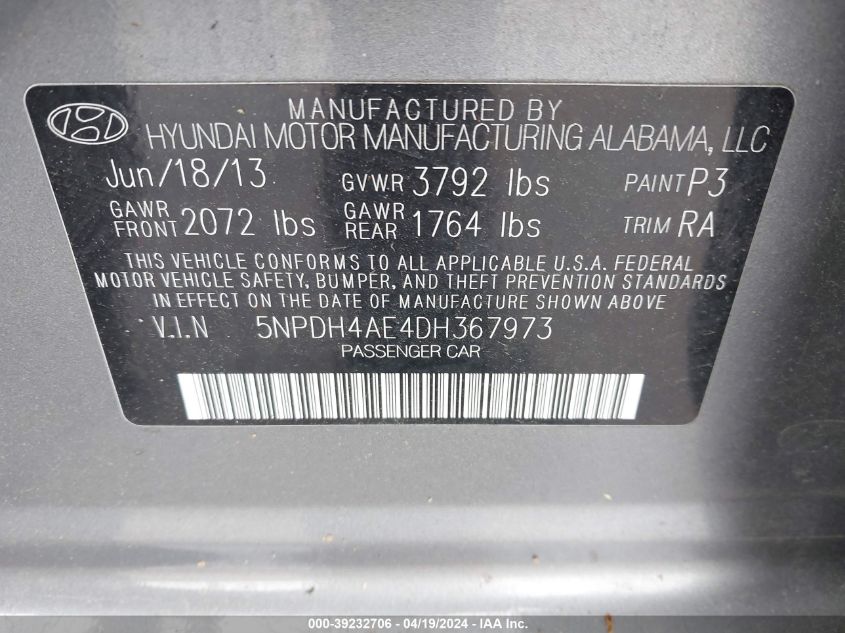 MANUFACTURED BY
HYUNDAI MOTOR MANUFACTURING ALABAMA, LLC
Jun/18/13 GVWR 3792 lbs PAINT P3
GAWR FRONT 2072 lbs GAWR REAR 1764 lbs TRIM RA
THIS VEHICLE CONFORMS TO ALL APPLICABLE U.S.A. FEDERAL
MOTOR VEHICLE SAFETY, BUMPER, AND THEFT PREVENTION STANDARDS
IN EFFECT ON THE DATE OF MANUFACTURE SHOWN ABOVE
V.I.N 5NPDH4AE4DH367973
PASSENGER CAR
000-39232706 - 04/19/2024 - IAA Inc.